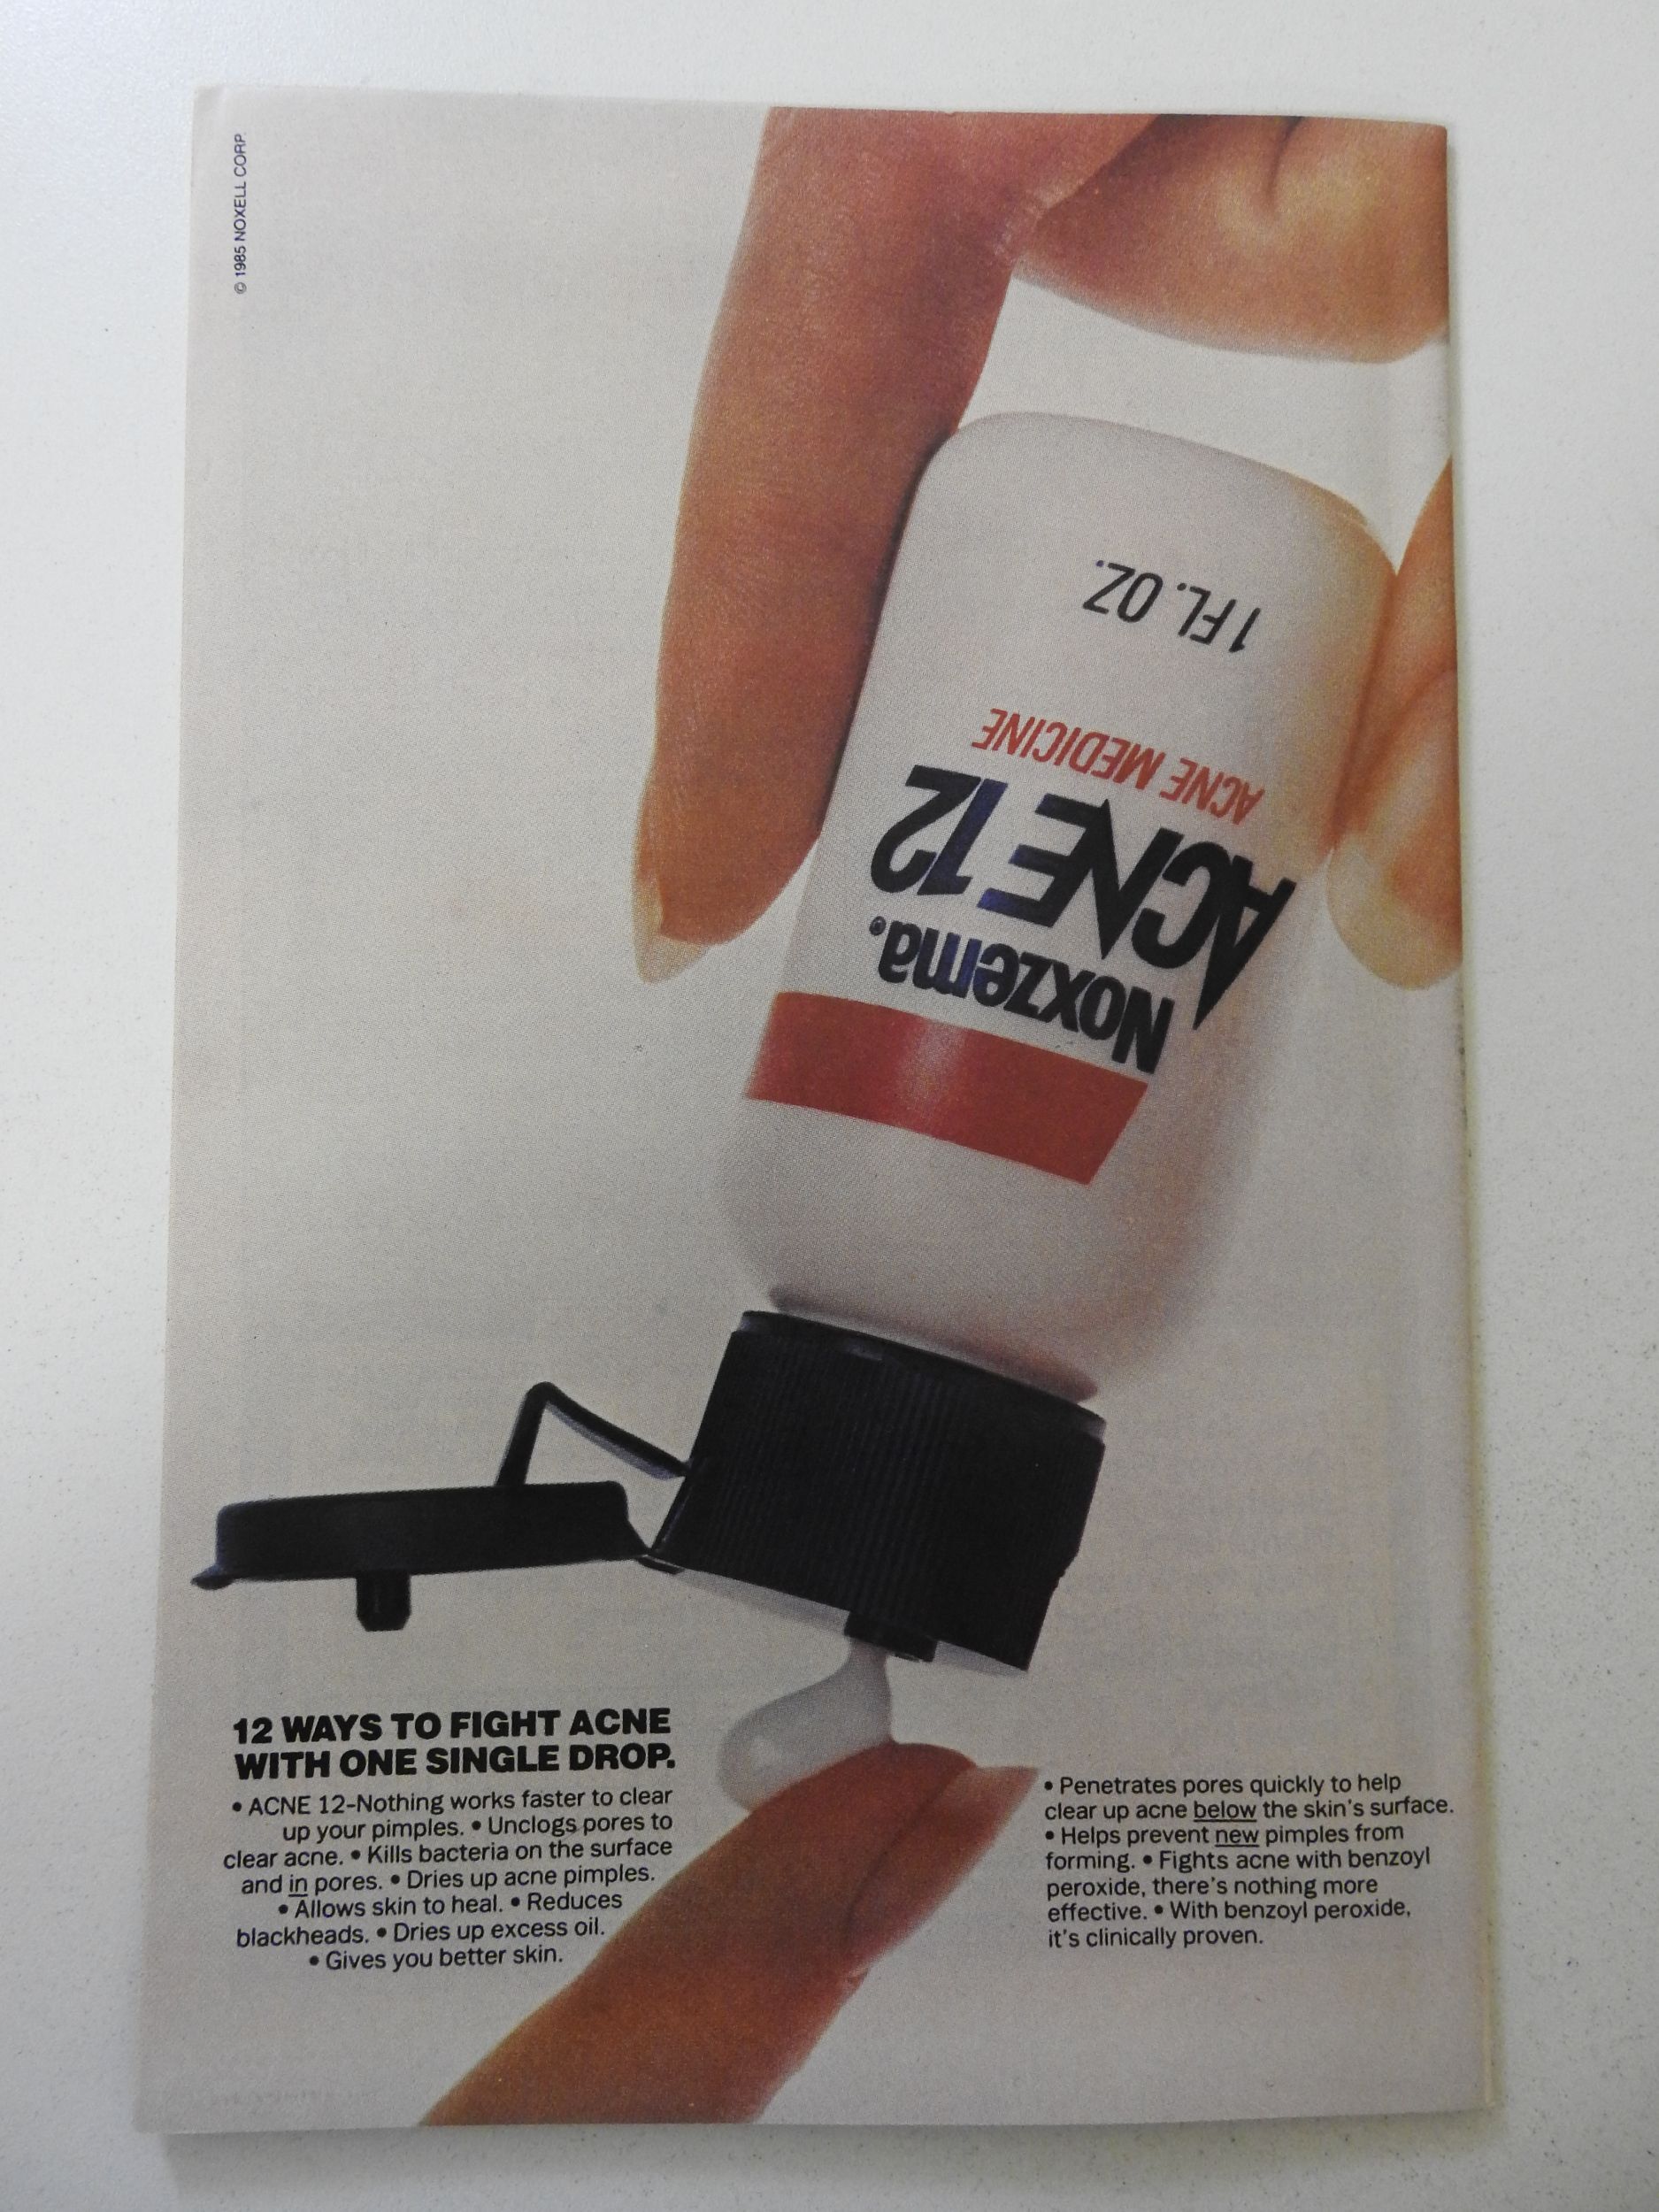 © 1985 NOXELL CORP.
1 FL. OZ.
ACNE MEDICINE
ACNE 12
Noxzema®
12 WAYS TO FIGHT ACNE
WITH ONE SINGLE DROP.
• ACNE 12–Nothing works faster to clear
up your pimples. • Unclogs pores to
clear acne. • Kills bacteria on the surface
and in pores. • Dries up acne pimples.
• Allows skin to heal. • Reduces
blackheads. • Dries up excess oil.
• Gives you better skin.
• Penetrates pores quickly to help
clear up acne below the skin's surface.
• Helps prevent new pimples from
forming. • Fights acne with benzoyl
peroxide, there's nothing more
effective. • With benzoyl peroxide,
it's clinically proven.